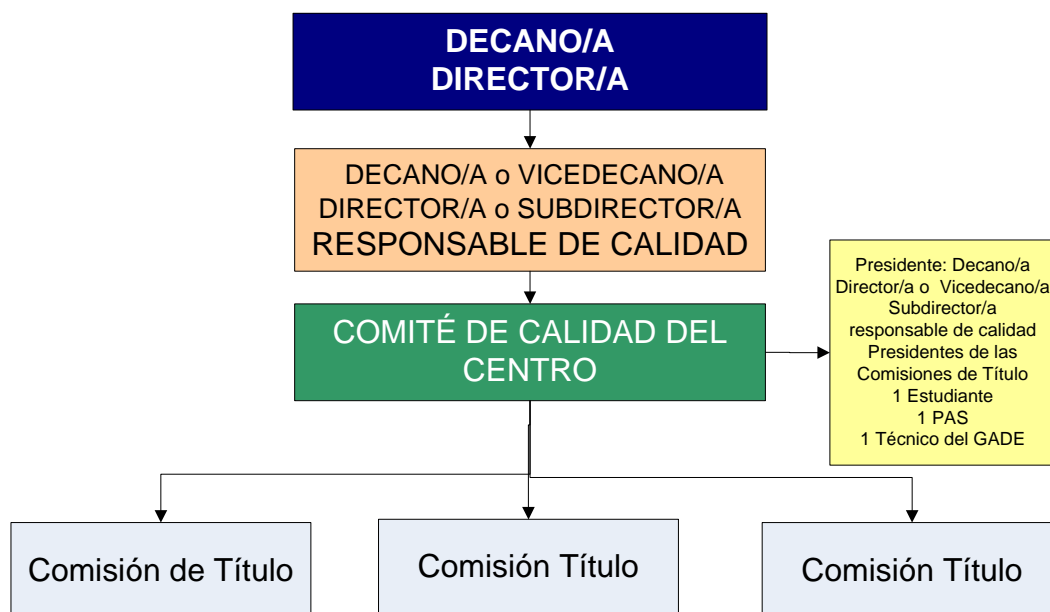 DECANO/A
DIRECTOR/A
DECANO/A o VICEDECANO/A
DIRECTOR/A o SUBDIRECTOR/A
RESPONSABLE DE CALIDAD
COMITÉ DE CALIDAD DEL
CENTRO
Presidente: Decano/a
Director/a o Vicedecano/a
Subdirector/a
responsable de calidad
Presidentes de las
Comisiones de Título
1 Estudiante
1 PAS
1 Técnico del GADE
Comisión de Título
Comisión Título
Comisión Título